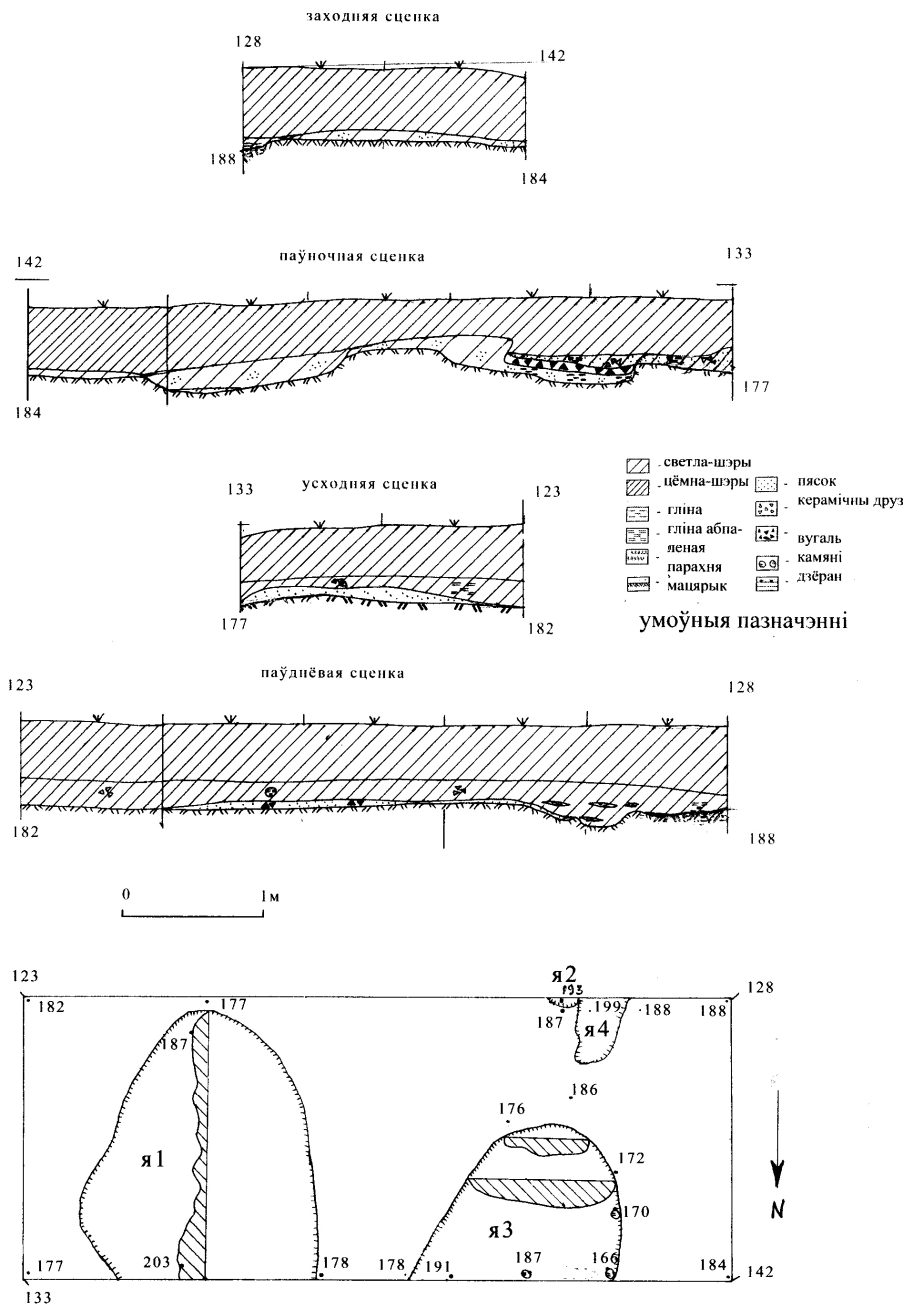 заходняя сценка
128 142
188 184
паўночная сценка
142 133
184 177
133 усходняя сценка 123
177 182
- светла-шэры
- цёмна-шэры
- гліна
- гліна абпа-
леная
парахня
- мацярык
- пясок
- керамічны друз
- вугаль
- камяні
- дзёран
умоўныя пазначэнні
паўднёвая сценка
123 128
182 188
0 1м
123 я2 128
182 177 193 199 188 188
187 187 я4
186
176
я1 172
170
я3
203 187 166
177 178 178 191 184
133 142
N